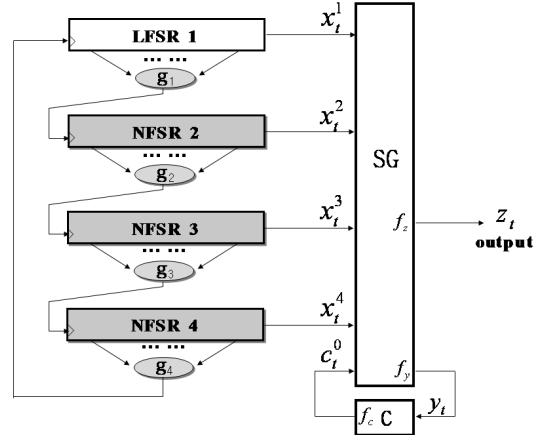 LFSR 1
... ...
g₁
x_t^1
NFSR 2
... ...
g₂
x_t^2
SG
NFSR 3
... ...
g₃
x_t^3
f_z
z_t
output
NFSR 4
... ...
g₄
x_t^4
c_t^0
f_y
f_c C
y_t